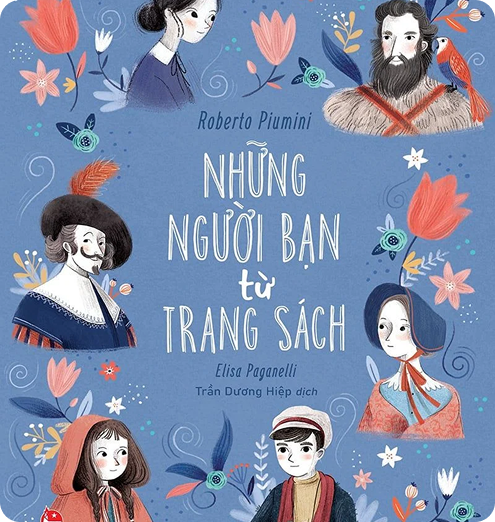 Roberto Piumini
NHỮNG
NGƯỜI BẠN
từ
TRANG SÁCH
Elisa Paganelli
Trần Dương Hiệp dịch